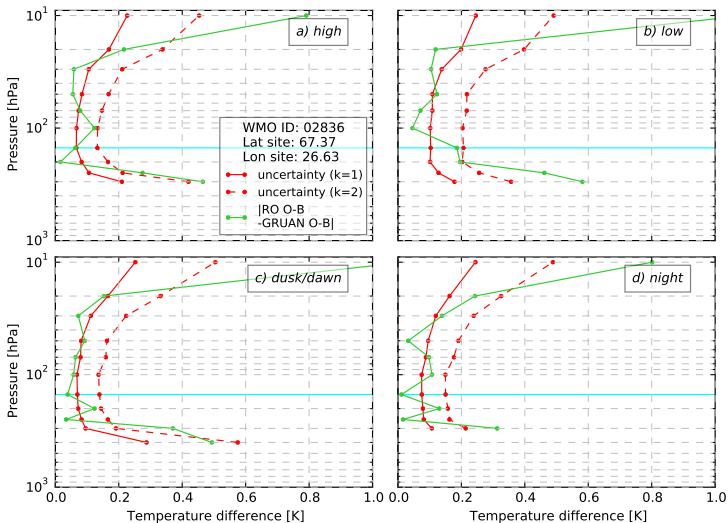 a) high
b) low
10¹
10²
10³
Pressure [hPa]
WMO ID: 02836
Lat site: 67.37
Lon site: 26.63
uncertainty (k=1)
uncertainty (k=2)
|RO O-B
-GRUAN O-B|
c) dusk/dawn
d) night
10¹
10²
10³
Pressure [hPa]
0.0 0.2 0.4 0.6 0.8 1.0
0.0 0.2 0.4 0.6 0.8 1.0
Temperature difference [K]
Temperature difference [K]